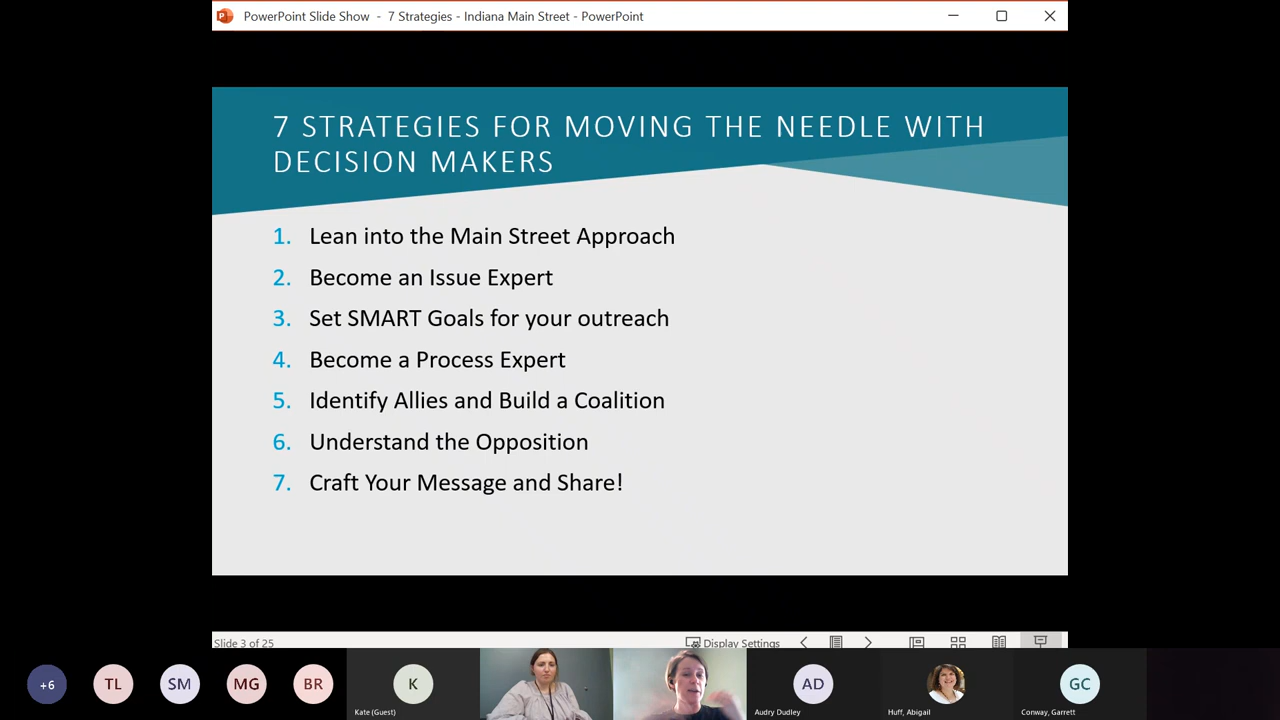 PowerPoint Slide Show - 7 Strategies - Indiana Main Street - PowerPoint
7 STRATEGIES FOR MOVING THE NEEDLE WITH
DECISION MAKERS
1. Lean into the Main Street Approach
2. Become an Issue Expert
3. Set SMART Goals for your outreach
4. Become a Process Expert
5. Identify Allies and Build a Coalition
6. Understand the Opposition
7. Craft Your Message and Share!
Slide 3 of 25
Display Settings
+6
TL
SM
MG
BR
K
AD
GC
Kate (Guest)
Audry Dudley
Huff, Abigail
Conway, Garrett